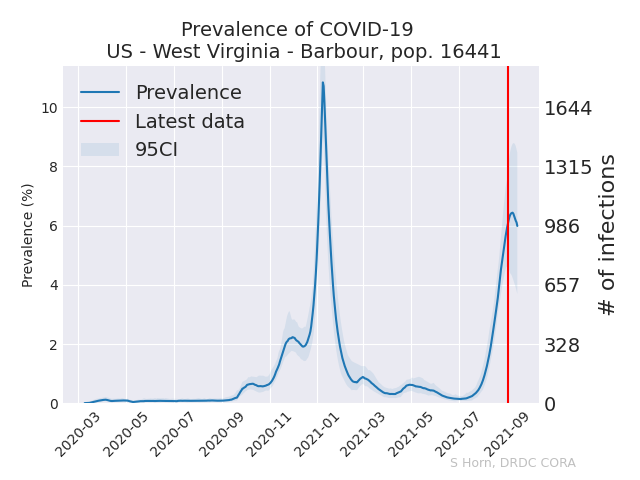 Prevalence of COVID-19
US - West Virginia - Barbour, pop. 16441
Prevalence
Latest data
95CI
Prevalence (%)
10
8
6
4
2
0
1644
1315
986
657
328
0
# of infections
2020-03
2020-05
2020-07
2020-09
2020-11
2021-01
2021-03
2021-05
2021-07
2021-09
S Horn, DRDC CORA